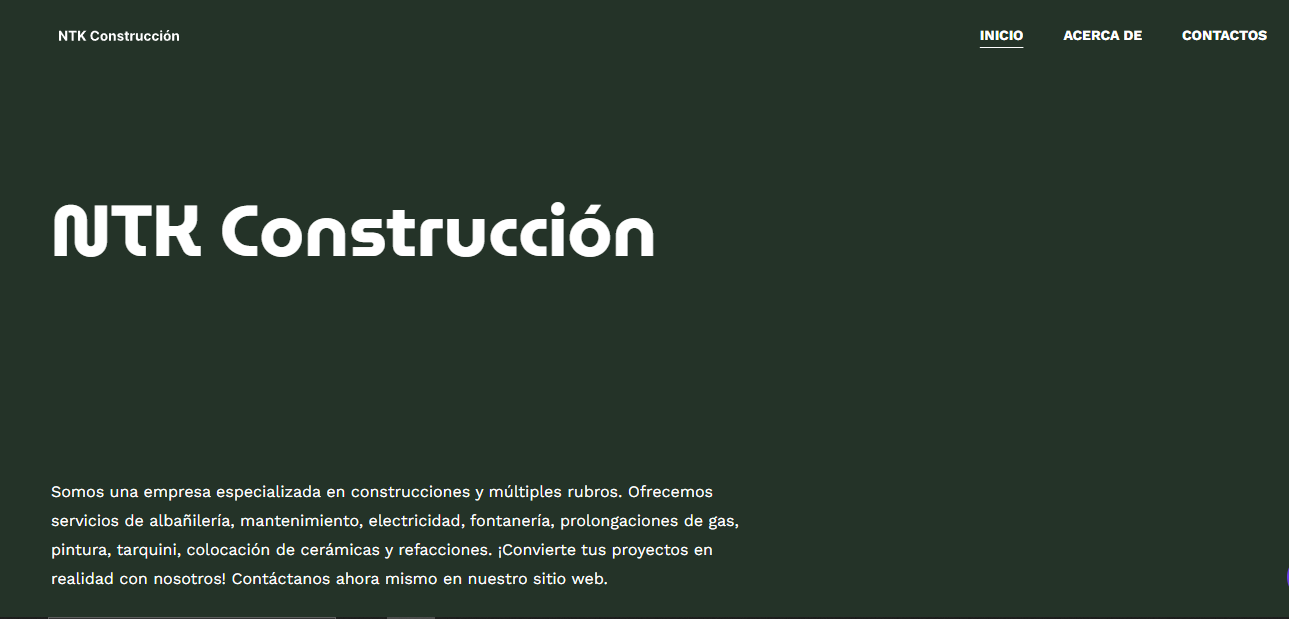 NTK Construcción
INICIO
ACERCA DE
CONTACTOS
NTK Construcción
Somos una empresa especializada en construcciones y múltiples rubros. Ofrecemos
servicios de albañilería, mantenimiento, electricidad, fontanería, prolongaciones de gas,
pintura, tarquini, colocación de cerámicas y refacciones. ¡Convierte tus proyectos en
realidad con nosotros! Contáctanos ahora mismo en nuestro sitio web.